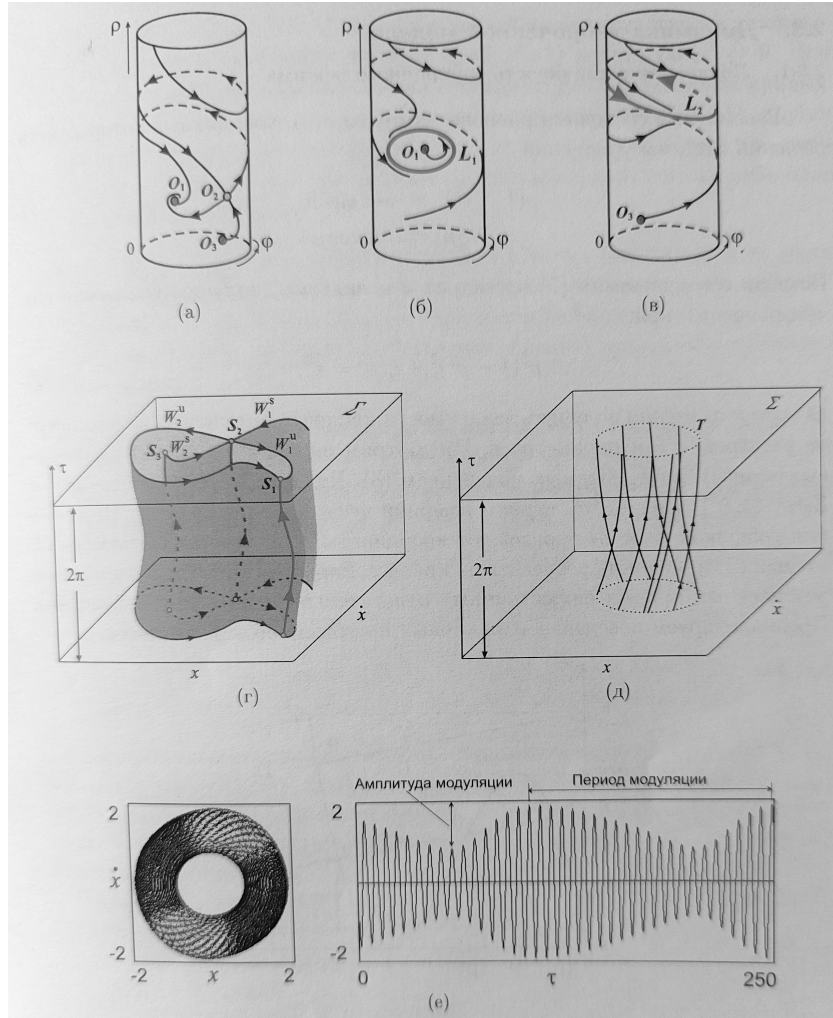 ρ ρ ρ
L₂
O₁ L₁
O₁ O₂
O₃ O₃
0 φ 0 φ 0 φ
(а) (б) (в)
W₂ᵘ W₁ˢ Σ
S₂
S₃ W₂ˢ W₁ᵘ T
τ S₁ τ
2π 2π
ẋ ẋ
x x
(г) (д)
Амплитуда модуляции Период модуляции
2 2
ẋ
-2 -2
-2 x 2 0 τ 250
(е)